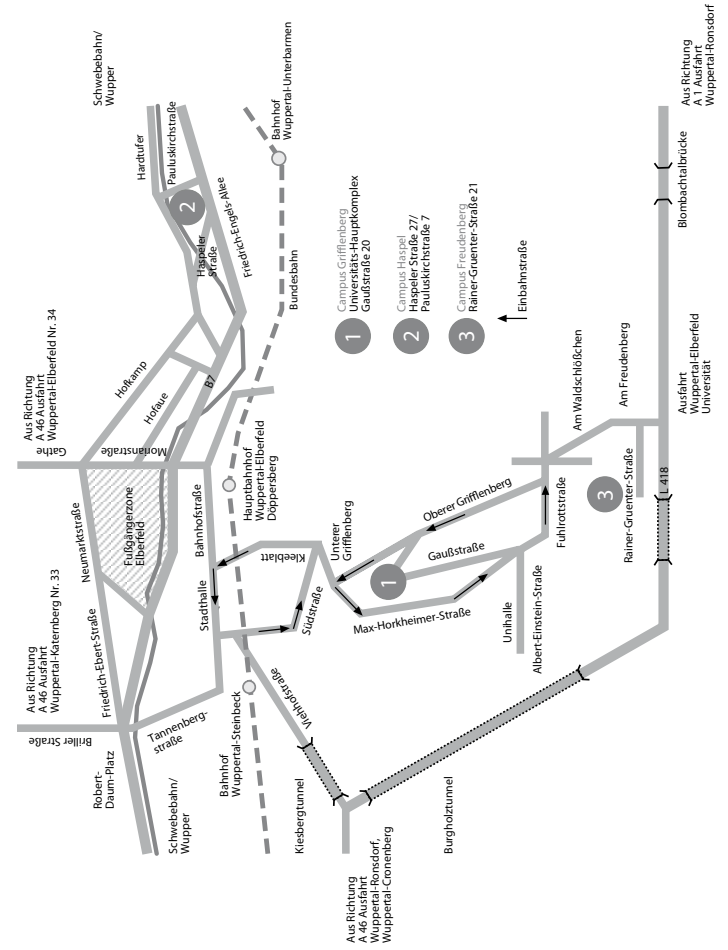 Schwebebahn/
Wupper
Hardtufer
Pauluskirchstraße
2
Haspeler
Straße
Friedrich-Engels-Allee
Bahnhof
Wuppertal-Unterbarmen
Bundesbahn
Aus Richtung
A 46 Ausfahrt
Wuppertal-Elberfeld Nr. 34
Gathe
Hofkamp
Hofaue
Morianstraße
B7
Neumarktstraße
Fußgängerzone
Elberfeld
Bahnhofstraße
Hauptbahnhof
Wuppertal-Elberfeld
Döppersberg
Aus Richtung
A 46 Ausfahrt
Wuppertal-Katernberg Nr. 33
Friedrich-Ebert-Straße
Briller Straße
Robert-
Daum-Platz
Tannenberg-
straße
Stadthalle
Schwebebahn/
Wupper
Bahnhof
Wuppertal-Steinbeck
Viehhofstraße
Südstraße
Kleeblatt
Unterer
Grifflenberg
Oberer Grifflenberg
1
Gaußstraße
Max-Horkheimer-Straße
Unihalle
Albert-Einstein-Straße
Fuhlrottstraße
Am Waldschlößchen
Am Freudenberg
3
Rainer-Gruenter-Straße
L 418
Kiesbergtunnel
Burgholztunnel
Aus Richtung
A 46 Ausfahrt
Wuppertal-Ronsdorf,
Wuppertal-Cronenberg
Ausfahrt
Wuppertal-Elberfeld
Universität
Blombachtalbrücke
Aus Richtung
A 1 Ausfahrt
Wuppertal-Ronsdorf
1
Campus Grifflenberg
Universitäts-Hauptkomplex
Gaußstraße 20
2
Campus Haspel
Haspeler Straße 27/
Pauluskirchstraße 7
3
Campus Freudenberg
Rainer-Gruenter-Straße 21
Einbahnstraße